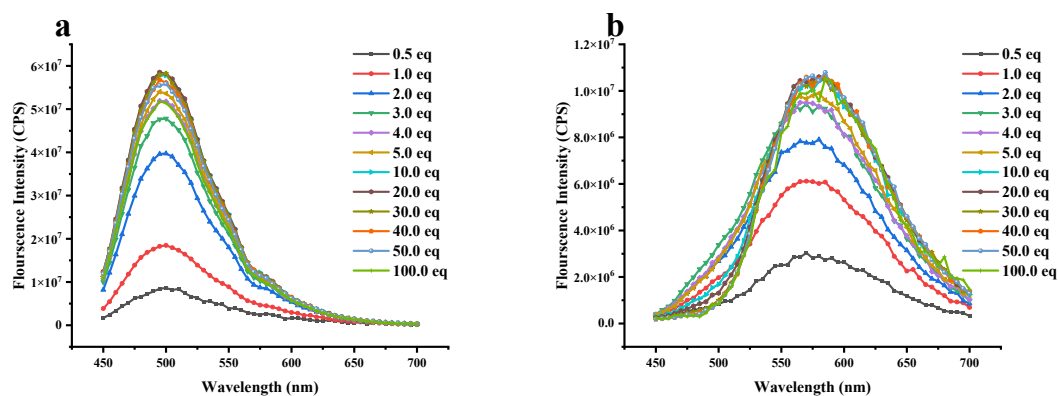 a
Flourscence Intensity (CPS)
6×10⁷
5×10⁷
4×10⁷
3×10⁷
2×10⁷
1×10⁷
0
450 500 550 600 650 700
Wavelength (nm)
0.5 eq
1.0 eq
2.0 eq
3.0 eq
4.0 eq
5.0 eq
10.0 eq
20.0 eq
30.0 eq
40.0 eq
50.0 eq
100.0 eq
b
Flourscence Intensity (CPS)
1.2×10⁷
1.0×10⁷
8.0×10⁶
6.0×10⁶
4.0×10⁶
2.0×10⁶
0.0
450 500 550 600 650 700
Wavelength (nm)
0.5 eq
1.0 eq
2.0 eq
3.0 eq
4.0 eq
5.0 eq
10.0 eq
20.0 eq
30.0 eq
40.0 eq
50.0 eq
100.0 eq